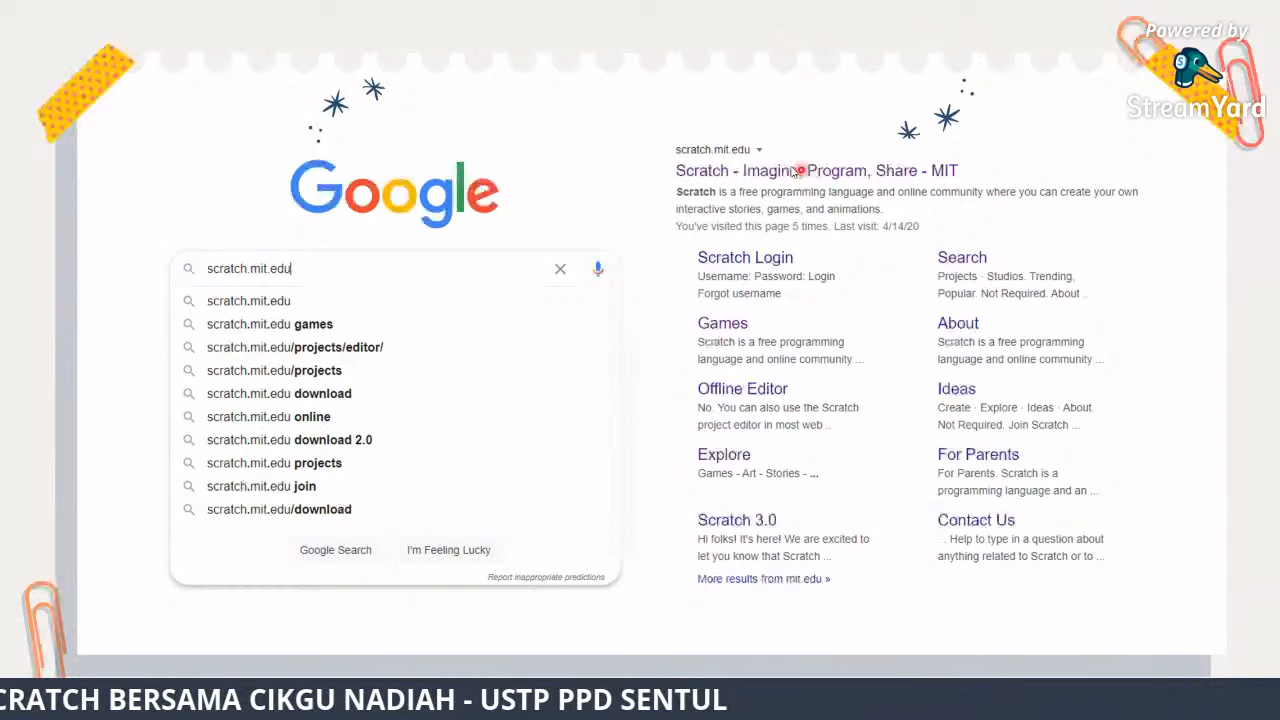 Powered by
StreamYard
Google
scratch.mit.edu
scratch.mit.edu
scratch.mit.edu games
scratch.mit.edu/projects/editor/
scratch.mit.edu/projects
scratch.mit.edu download
scratch.mit.edu online
scratch.mit.edu download 2.0
scratch.mit.edu projects
scratch.mit.edu join
scratch.mit.edu/download
Google Search
I'm Feeling Lucky
Report inappropriate predictions
scratch.mit.edu
Scratch - Imagine, Program, Share - MIT
Scratch is a free programming language and online community where you can create your own
interactive stories, games, and animations.
You've visited this page 5 times. Last visit: 4/14/20
Scratch Login
Username: Password: Login
Forgot username
Games
Scratch is a free programming
language and online community ...
Offline Editor
No. You can also use the Scratch
project editor in most web ..
Explore
Games - Art - Stories - ...
Scratch 3.0
Hi folks! It's here! We are excited to
let you know that Scratch ...
More results from mit.edu »
Search
Projects · Studios. Trending,
Popular. Not Required. About ..
About
Scratch is a free programming
language and online community ...
Ideas
Create · Explore · Ideas · About.
Not Required. Join Scratch ...
For Parents
For Parents. Scratch is a
programming language and an ...
Contact Us
... Help to type in a question about
anything related to Scratch or to ...
CRATCH BERSAMA CIKGU NADIAH - USTP PPD SENTUL